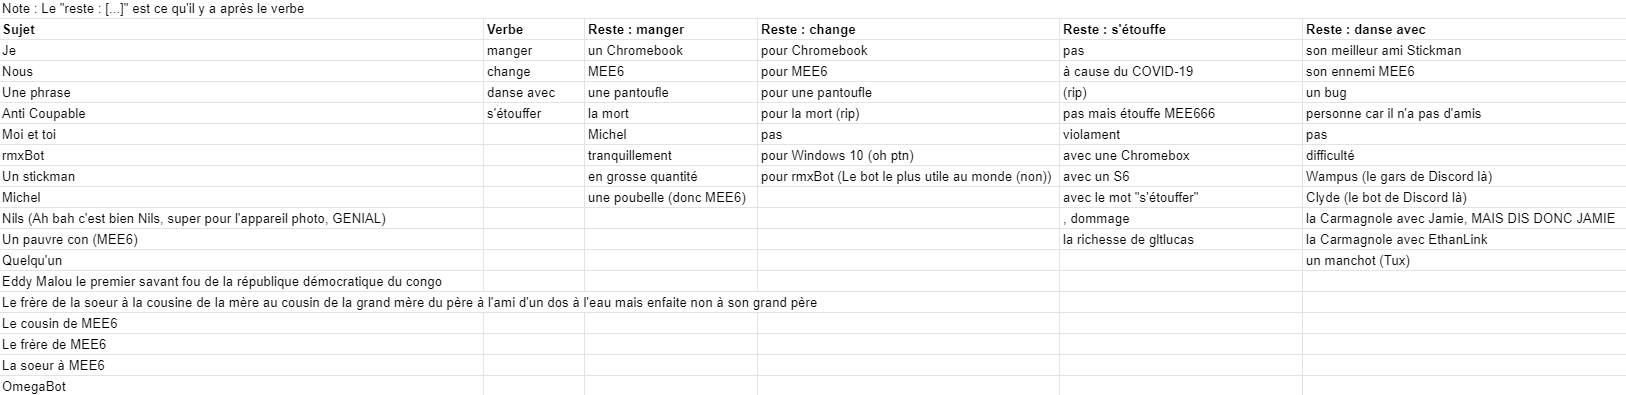 Note : Le "reste : [...]" est ce qu'il y a après le verbe
Sujet Verbe Reste : manger Reste : change Reste : s'étouffe Reste : danse avec
Je manger un Chromebook pour Chromebook pas son meilleur ami Stickman
Nous change MEE6 pour MEE6 à cause du COVID-19 son ennemi MEE6
Une phrase danse avec une pantoufle pour une pantoufle (rip) un bug
Anti Coupable s'étouffer la mort pour la mort (rip) pas mais étouffe MEE666 personne car il n'a pas d'amis
Moi et toi Michel pas violament pas
rmxBot tranquillement pour Windows 10 (oh ptn) avec une Chromebox difficulté
Un stickman en grosse quantité pour rmxBot (Le bot le plus utile au monde (non)) avec un S6 Wampus (le gars de Discord là)
Michel une poubelle (donc MEE6) avec le mot "s'étouffer" Clyde (le bot de Discord là)
Nils (Ah bah c'est bien Nils, super pour l'appareil photo, GENIAL) , dommage la Carmagnole avec Jamie, MAIS DIS DONC JAMIE
Un pauvre con (MEE6) la richesse de gltlucas la Carmagnole avec EthanLink
Quelqu'un un manchot (Tux)
Eddy Malou le premier savant fou de la république démocratique du congo
Le frère de la soeur à la cousine de la mère au cousin de la grand mère du père à l'ami d'un dos à l'eau mais enfaite non à son grand père
Le cousin de MEE6
Le frère de MEE6
La soeur à MEE6
OmegaBot